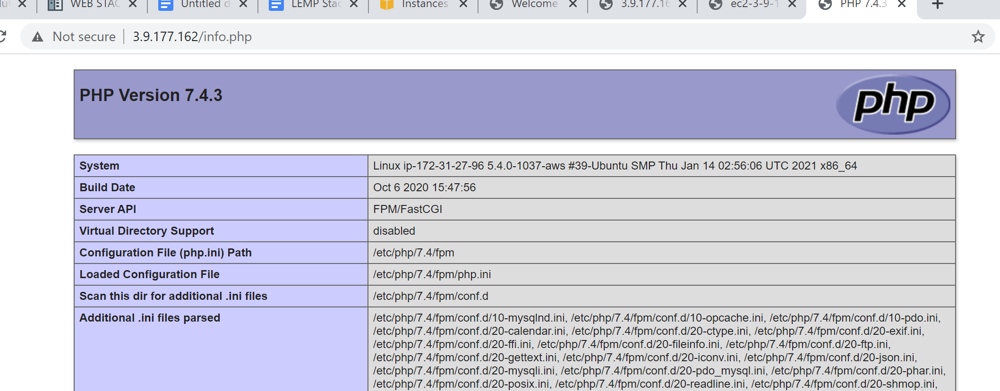 WEB STAC
Untitled d
LEMP Stac
Instances
Welcome
3.9.177.16
ec2-3-9-1
PHP 7.4.3
Not secure 3.9.177.162/info.php
PHP Version 7.4.3
php
System Linux ip-172-31-27-96 5.4.0-1037-aws #39-Ubuntu SMP Thu Jan 14 02:56:06 UTC 2021 x86_64
Build Date Oct 6 2020 15:47:56
Server API FPM/FastCGI
Virtual Directory Support disabled
Configuration File (php.ini) Path /etc/php/7.4/fpm
Loaded Configuration File /etc/php/7.4/fpm/php.ini
Scan this dir for additional .ini files /etc/php/7.4/fpm/conf.d
Additional .ini files parsed /etc/php/7.4/fpm/conf.d/10-mysqlnd.ini, /etc/php/7.4/fpm/conf.d/10-opcache.ini, /etc/php/7.4/fpm/conf.d/10-pdo.ini,
/etc/php/7.4/fpm/conf.d/20-calendar.ini, /etc/php/7.4/fpm/conf.d/20-ctype.ini, /etc/php/7.4/fpm/conf.d/20-exif.ini,
/etc/php/7.4/fpm/conf.d/20-ffi.ini, /etc/php/7.4/fpm/conf.d/20-fileinfo.ini, /etc/php/7.4/fpm/conf.d/20-ftp.ini,
/etc/php/7.4/fpm/conf.d/20-gettext.ini, /etc/php/7.4/fpm/conf.d/20-iconv.ini, /etc/php/7.4/fpm/conf.d/20-json.ini,
/etc/php/7.4/fpm/conf.d/20-mysqli.ini, /etc/php/7.4/fpm/conf.d/20-pdo_mysql.ini, /etc/php/7.4/fpm/conf.d/20-phar.ini,
/etc/php/7.4/fpm/conf.d/20-posix.ini, /etc/php/7.4/fpm/conf.d/20-readline.ini, /etc/php/7.4/fpm/conf.d/20-shmop.ini,